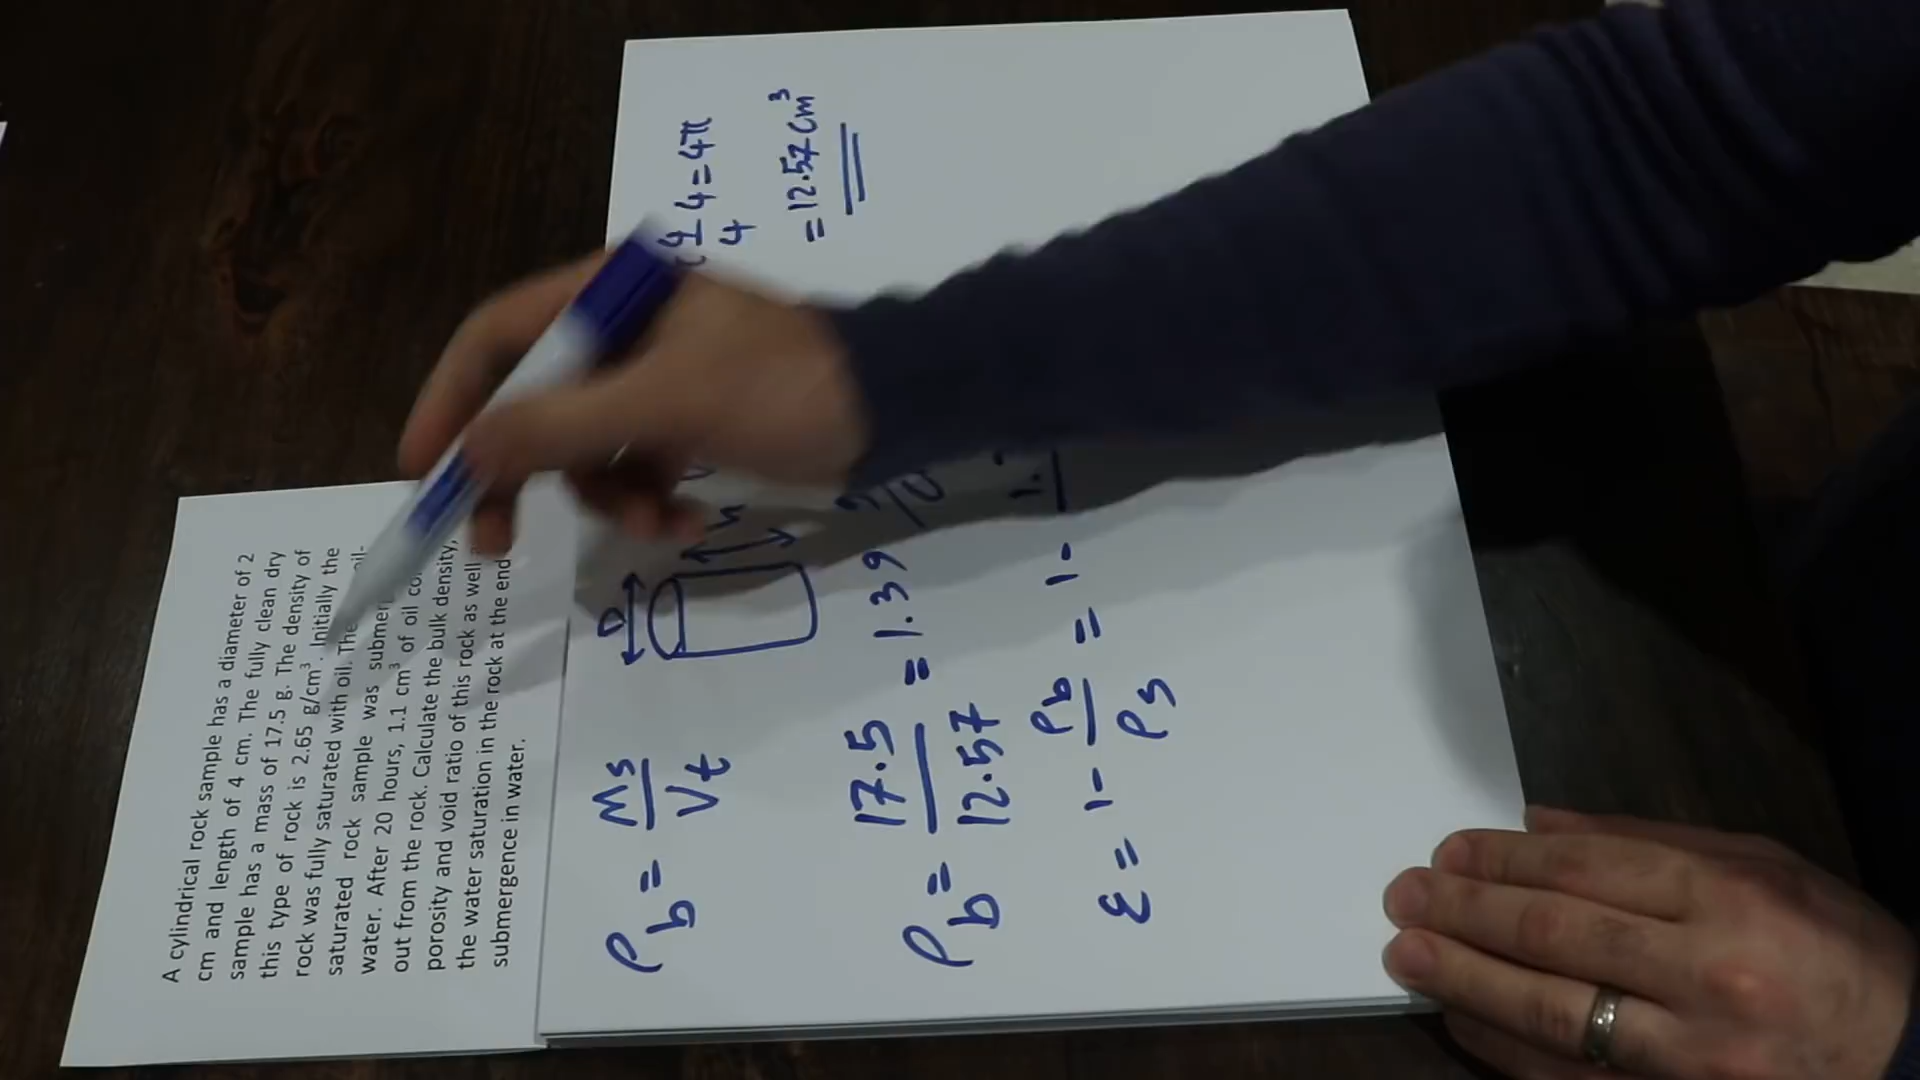 A cylindrical rock sample has a diameter of 2
cm and length of 4 cm. The fully clean dry
sample has a mass of 17.5 g. The density of
this type of rock is 2.65 g/cm³. Initially the
rock was fully saturated with oil. The oil-
saturated rock sample was
water. After 20 hours, 1.1 cm³ of oil
out from the rock. Calculate the bulk density,
porosity and void ratio of this rock as well
the water saturation in the rock at the end
submergence in water.
ρb = Ms/Vt
D
h
4/4 4 = 4π
= 12.57 cm³
ρb = 17.5/12.57 = 1.39
ε = 1 - ρb/ρs = 1 -